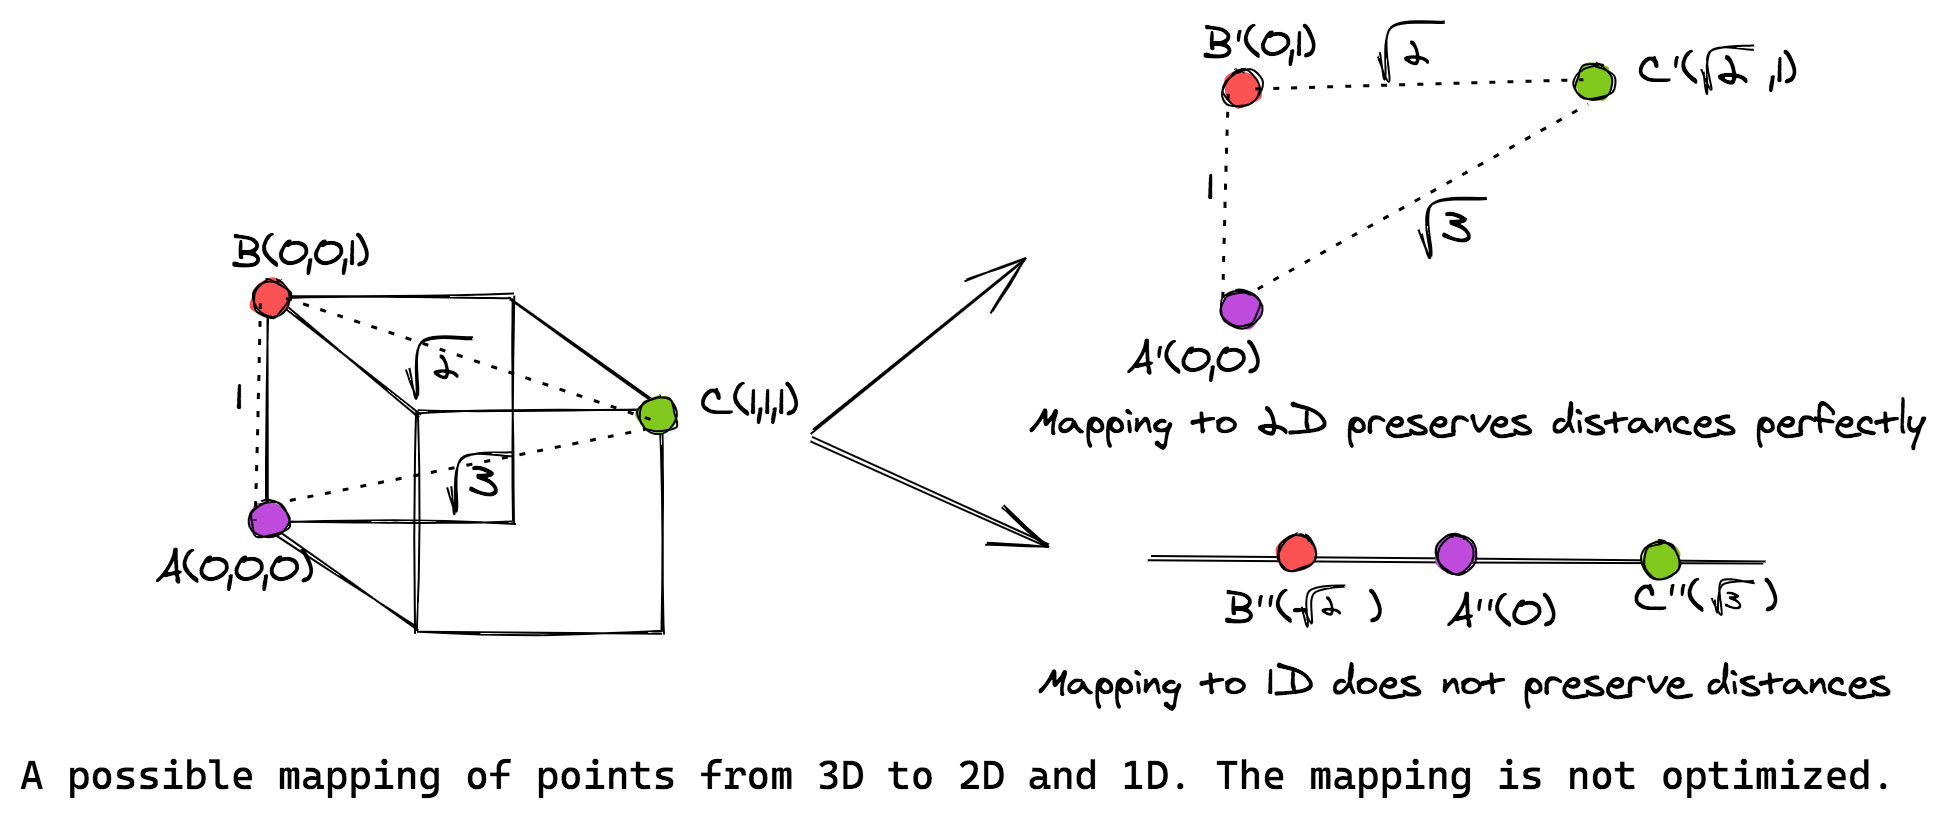 B(0,0,1)
1
√2
C(1,1,1)
√3
A(0,0,0)
B'(0,1)
√2
C'(√2,1)
1
√3
A'(0,0)
Mapping to 2D preserves distances perfectly
B''(-√2)
A''(0)
C''(√3)
Mapping to 1D does not preserve distances
A possible mapping of points from 3D to 2D and 1D. The mapping is not optimized.